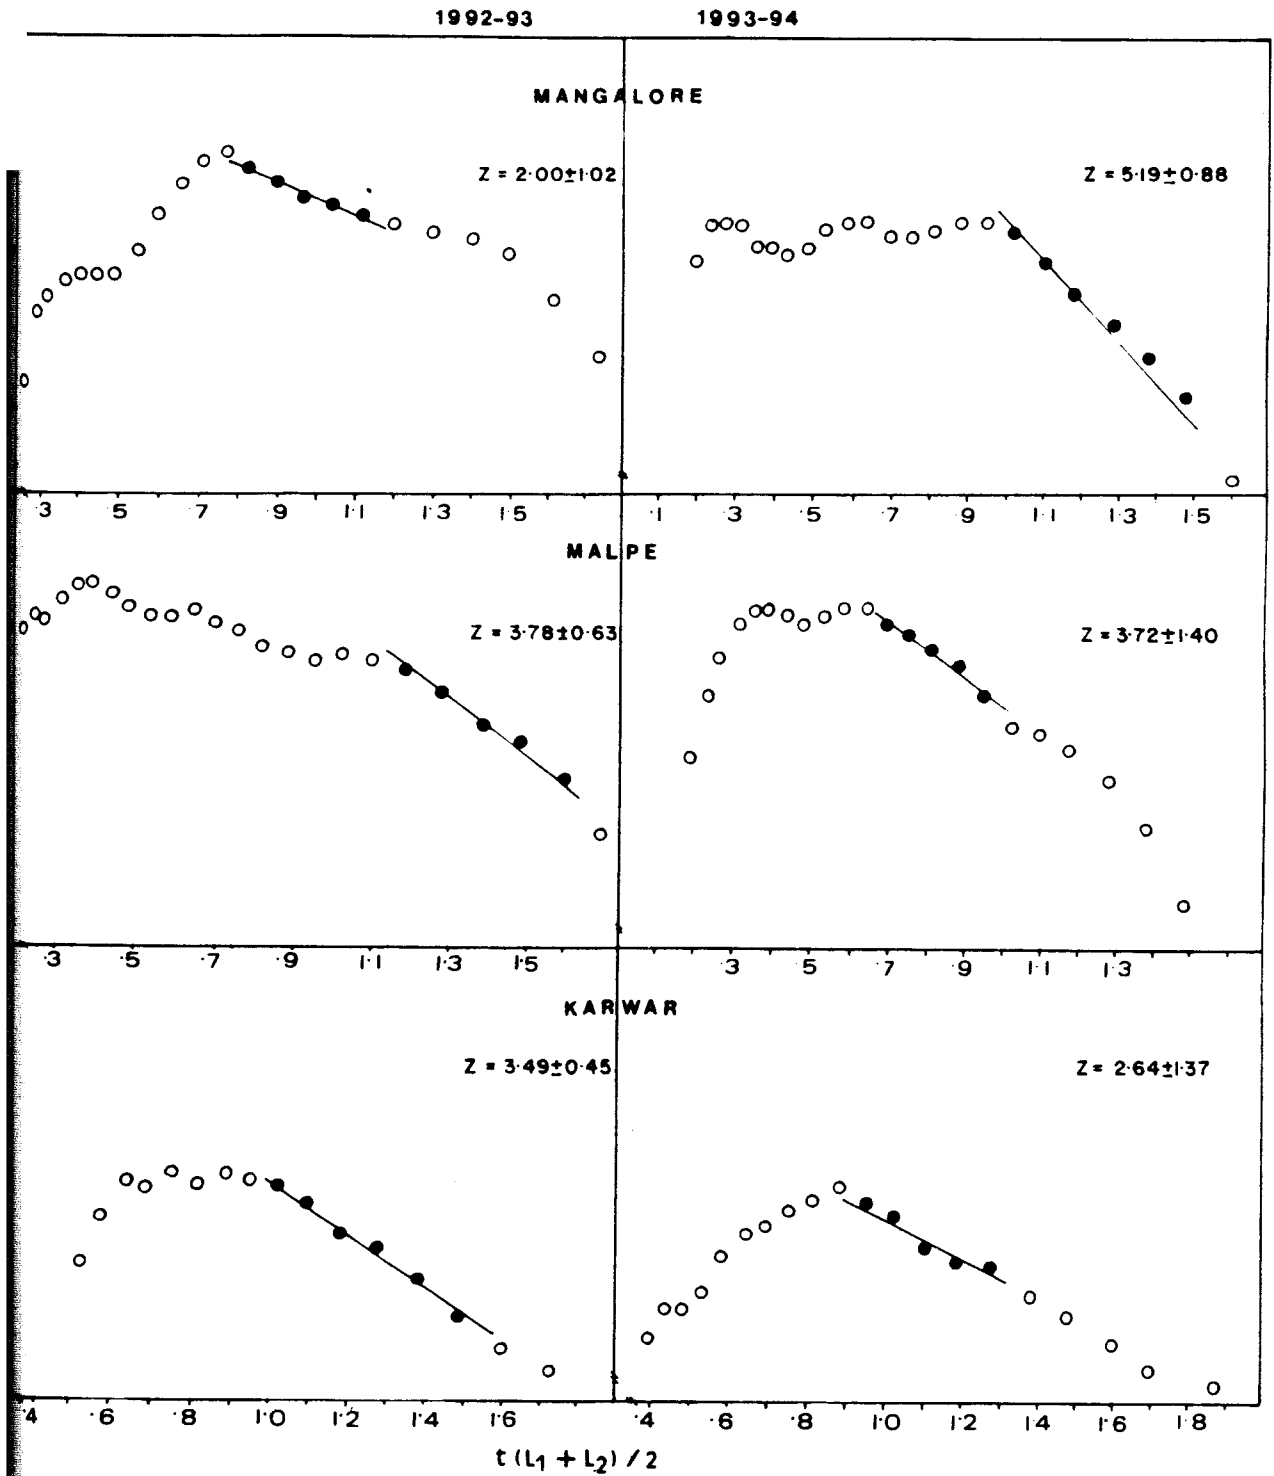 1992-93 1993-94
MANGALORE
Z = 2·00±1·02 Z = 5·19±0·88
·3 ·5 ·7 ·9 1·1 1·3 1·5 ·1 ·3 ·5 ·7 ·9 1·1 1·3 1·5
MALPE
Z = 3·78±0·63 Z = 3·72±1·40
·3 ·5 ·7 ·9 1·1 1·3 1·5 ·3 ·5 ·7 ·9 1·1 1·3
KARWAR
Z = 3·49±0·45 Z = 2·64±1·37
·4 ·6 ·8 1·0 1·2 1·4 1·6 ·4 ·6 ·8 1·0 1·2 1·4 1·6 1·8
t (L₁ + L₂) / 2